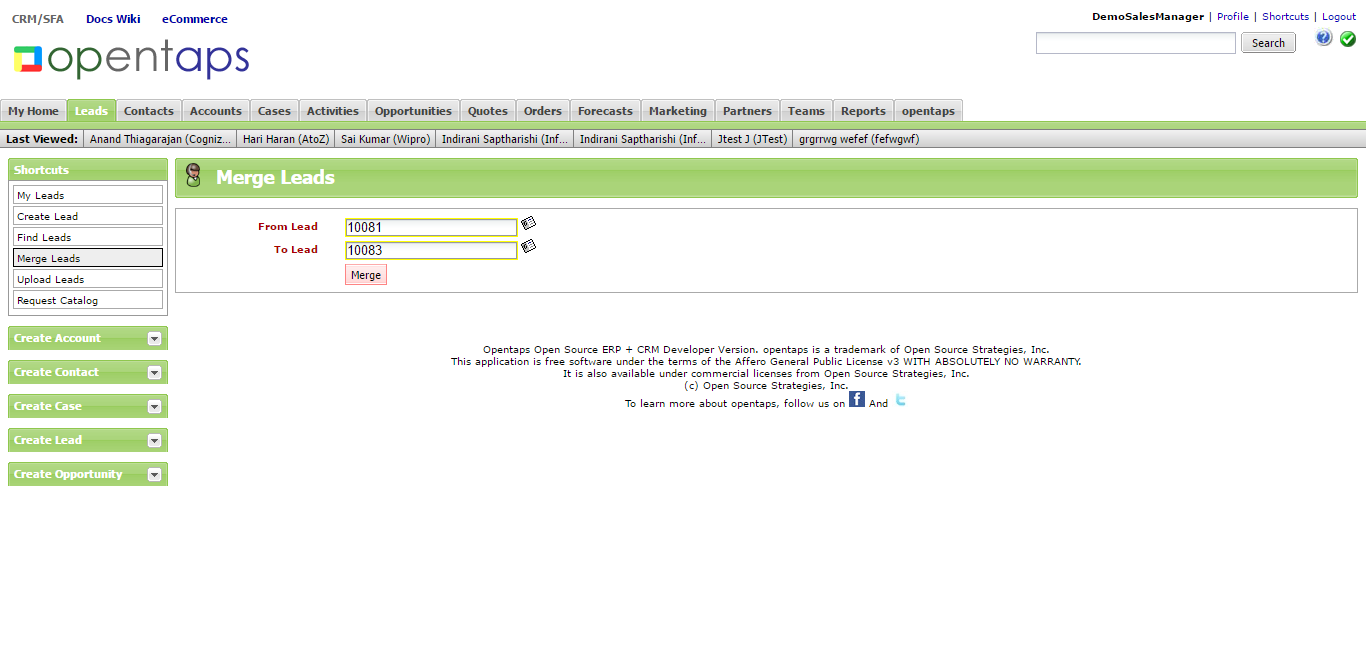 CRM/SFA Docs Wiki eCommerce
DemoSalesManager | Profile | Shortcuts | Logout
opentaps
Search
?
My Home Leads Contacts Accounts Cases Activities Opportunities Quotes Orders Forecasts Marketing Partners Teams Reports opentaps
Last Viewed: Anand Thiagarajan (Cogniz... Hari Haran (AtoZ) Sai Kumar (Wipro) Indirani Saptharishi (Inf... Indirani Saptharishi (Inf... Jtest J (JTest) grgrrwg wefef (fefwgwf)
Shortcuts
My Leads
Create Lead
Find Leads
Merge Leads
Upload Leads
Request Catalog
Create Account
Create Contact
Create Case
Create Lead
Create Opportunity
Merge Leads
From Lead 10081
To Lead 10083
Merge
Opentaps Open Source ERP + CRM Developer Version. opentaps is a trademark of Open Source Strategies, Inc.
This application is free software under the terms of the Affero General Public License v3 WITH ABSOLUTELY NO WARRANTY.
It is also available under commercial licenses from Open Source Strategies, Inc.
(c) Open Source Strategies, Inc.
To learn more about opentaps, follow us on f And t